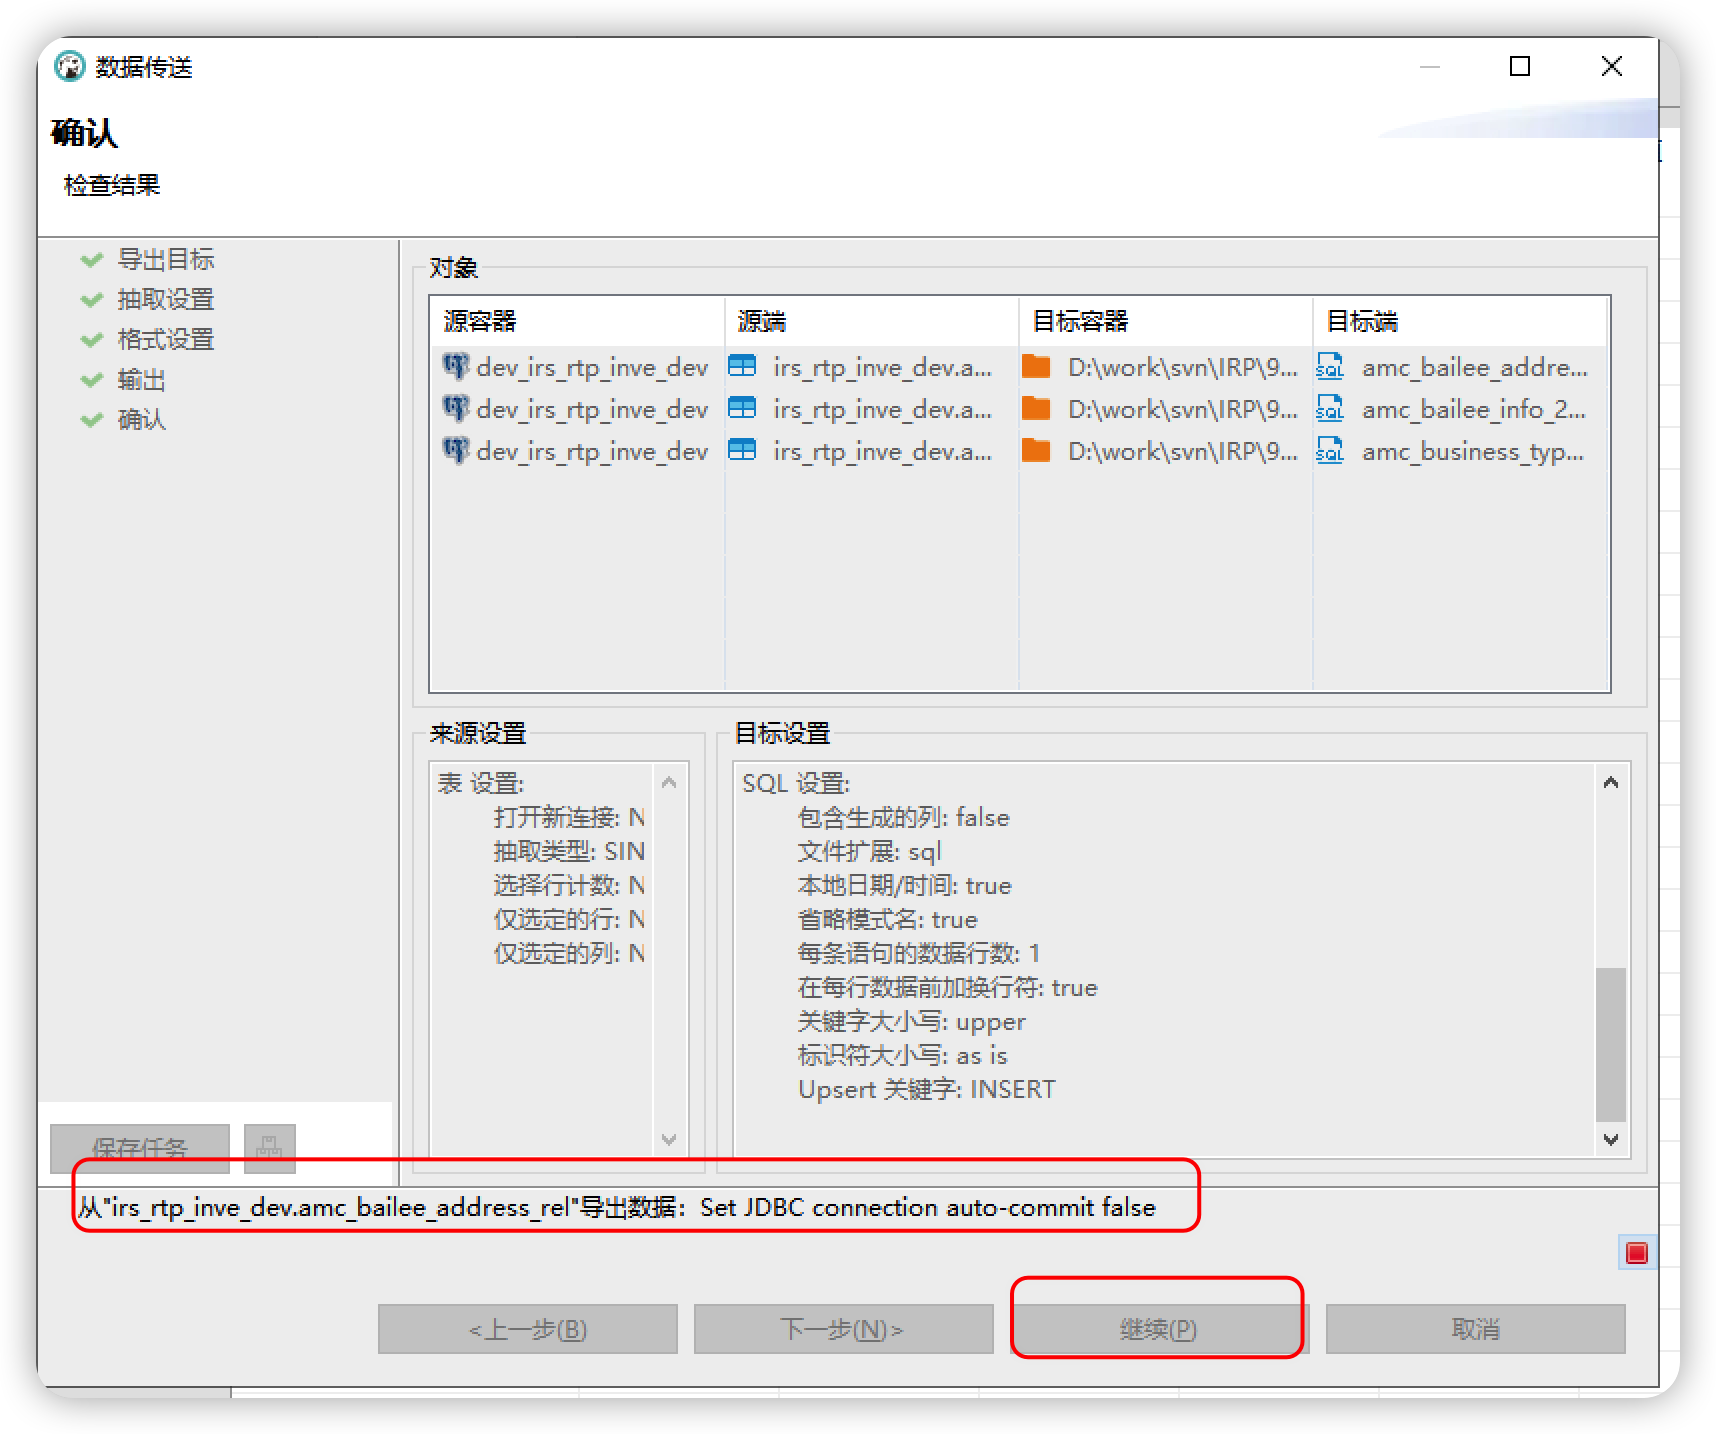 数据传送
确认
检查结果
导出目标
抽取设置
格式设置
输出
确认
对象
源容器 源端 目标容器 目标端
dev_irs_rtp_inve_dev irs_rtp_inve_dev.a... D:\work\svn\IRP\9... amc_bailee_addre...
dev_irs_rtp_inve_dev irs_rtp_inve_dev.a... D:\work\svn\IRP\9... amc_bailee_info_2...
dev_irs_rtp_inve_dev irs_rtp_inve_dev.a... D:\work\svn\IRP\9... amc_business_typ...
来源设置
表 设置:
打开新连接: N
抽取类型: SIN
选择行计数: N
仅选定的行: N
仅选定的列: N
目标设置
SQL 设置:
包含生成的列: false
文件扩展: sql
本地日期/时间: true
省略模式名: true
每条语句的数据行数: 1
在每行数据前加换行符: true
关键字大小写: upper
标识符大小写: as is
Upsert 关键字: INSERT
保存任务
从"irs_rtp_inve_dev.amc_bailee_address_rel"导出数据: Set JDBC connection auto-commit false
<上一步(B) 下一步(N)> 继续(P) 取消